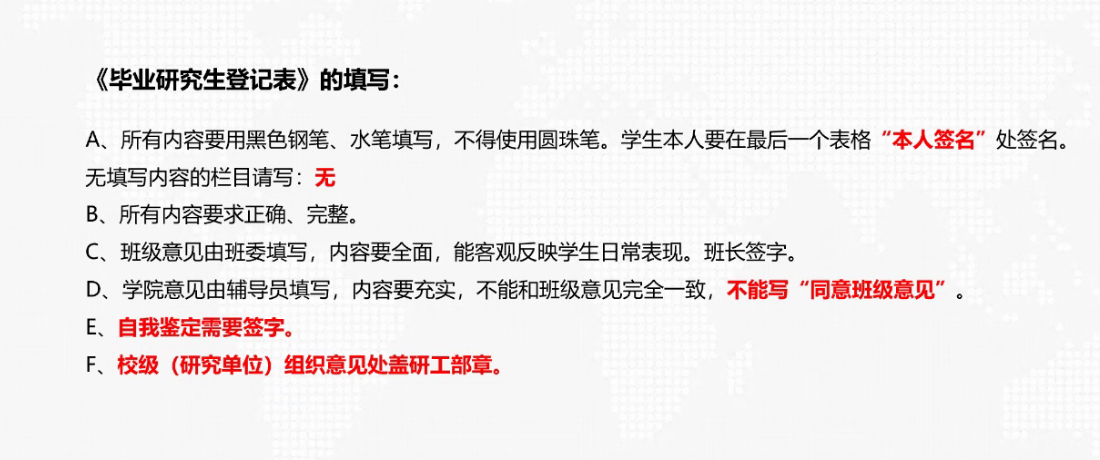 《毕业研究生登记表》的填写：
A、所有内容要用黑色钢笔、水笔填写，不得使用圆珠笔。学生本人要在最后一个表格“本人签名”处签名。
无填写内容的栏目请写：无
B、所有内容要求正确、完整。
C、班级意见由班委填写，内容要全面，能客观反映学生日常表现。班长签字。
D、学院意见由辅导员填写，内容要充实，不能和班级意见完全一致，不能写“同意班级意见”。
E、自我鉴定需要签字。
F、校级（研究单位）组织意见处盖研工部章。